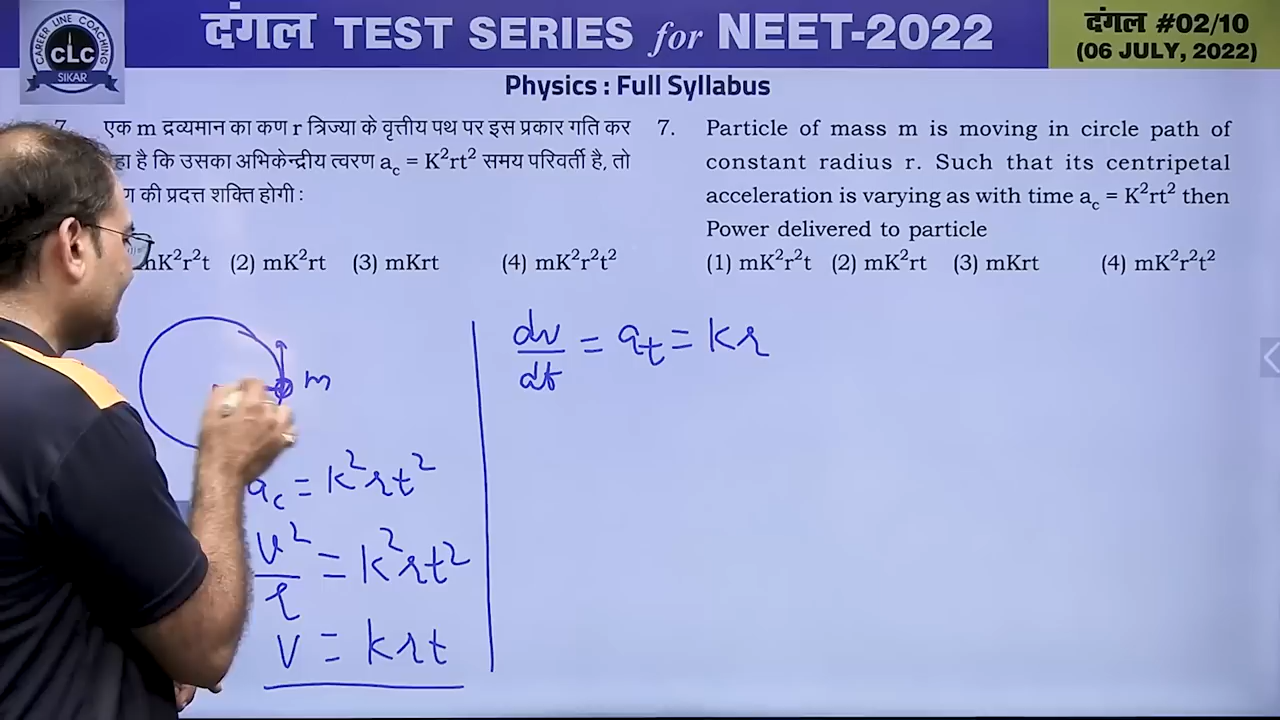 दंगल TEST SERIES for NEET-2022
दंगल #02/10
(06 JULY, 2022)
CAREER LINE COACHING
CLC
SIKAR
Physics : Full Syllabus
7. एक m द्रव्यमान का कण r त्रिज्या के वृत्तीय पथ पर इस प्रकार गति कर
है कि उसका अभिकेन्द्रीय त्वरण a_c = K²rt² समय परिवर्ती है, तो
की प्रदत्त शक्ति होगी :
mK²r²t (2) mK²rt (3) mKrt (4) mK²r²t²
7. Particle of mass m is moving in circle path of
constant radius r. Such that its centripetal
acceleration is varying as with time a_c = K²rt² then
Power delivered to particle
(1) mK²r²t (2) mK²rt (3) mKrt (4) mK²r²t²
m
a_c = k²rt²
v²/r = k²rt²
v = krt
dv/dt = a_t = kr